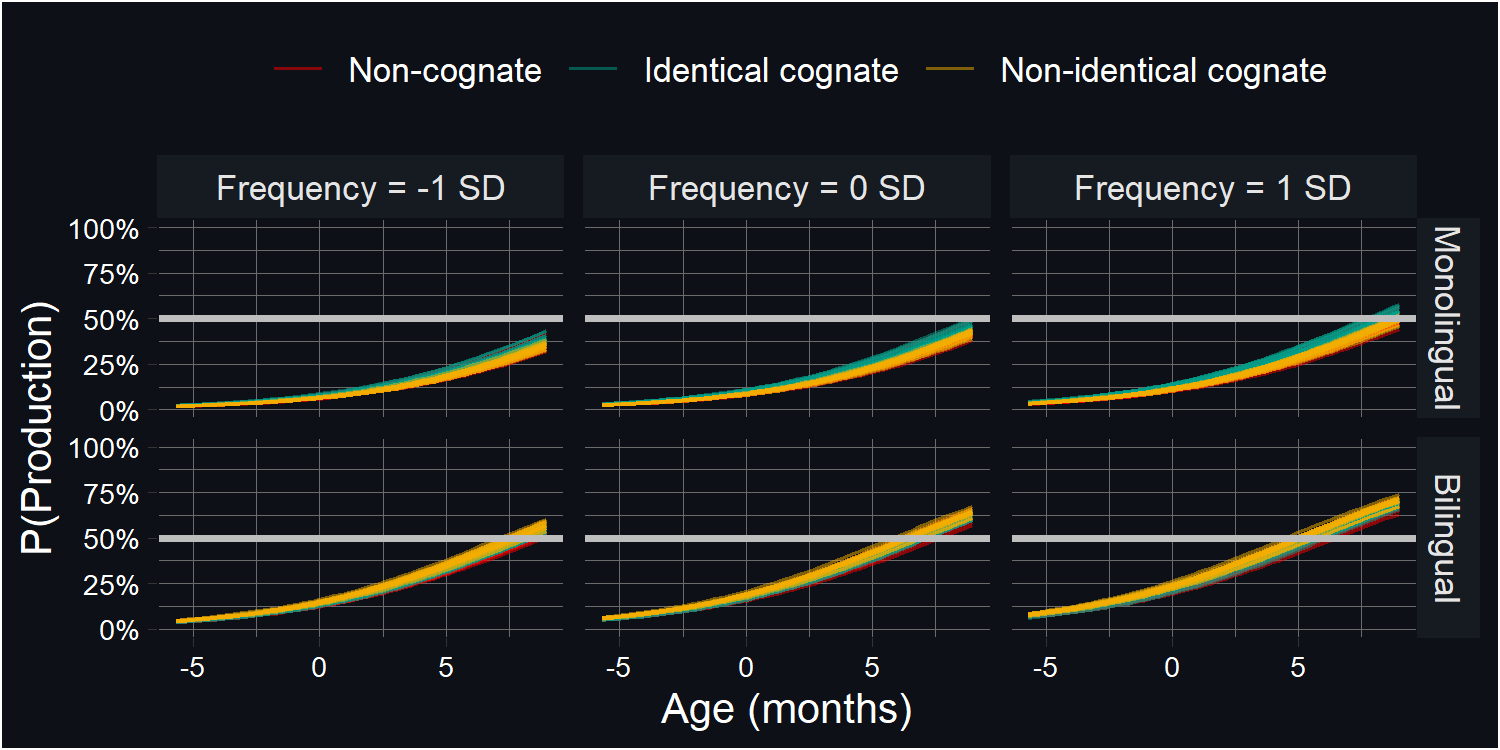 Non-cognate Identical cognate Non-identical cognate
Frequency = -1 SD Frequency = 0 SD Frequency = 1 SD
P(Production)
100%
75%
50%
25%
0%
Monolingual
100%
75%
50%
25%
0%
Bilingual
-5 0 5 -5 0 5 -5 0 5
Age (months)